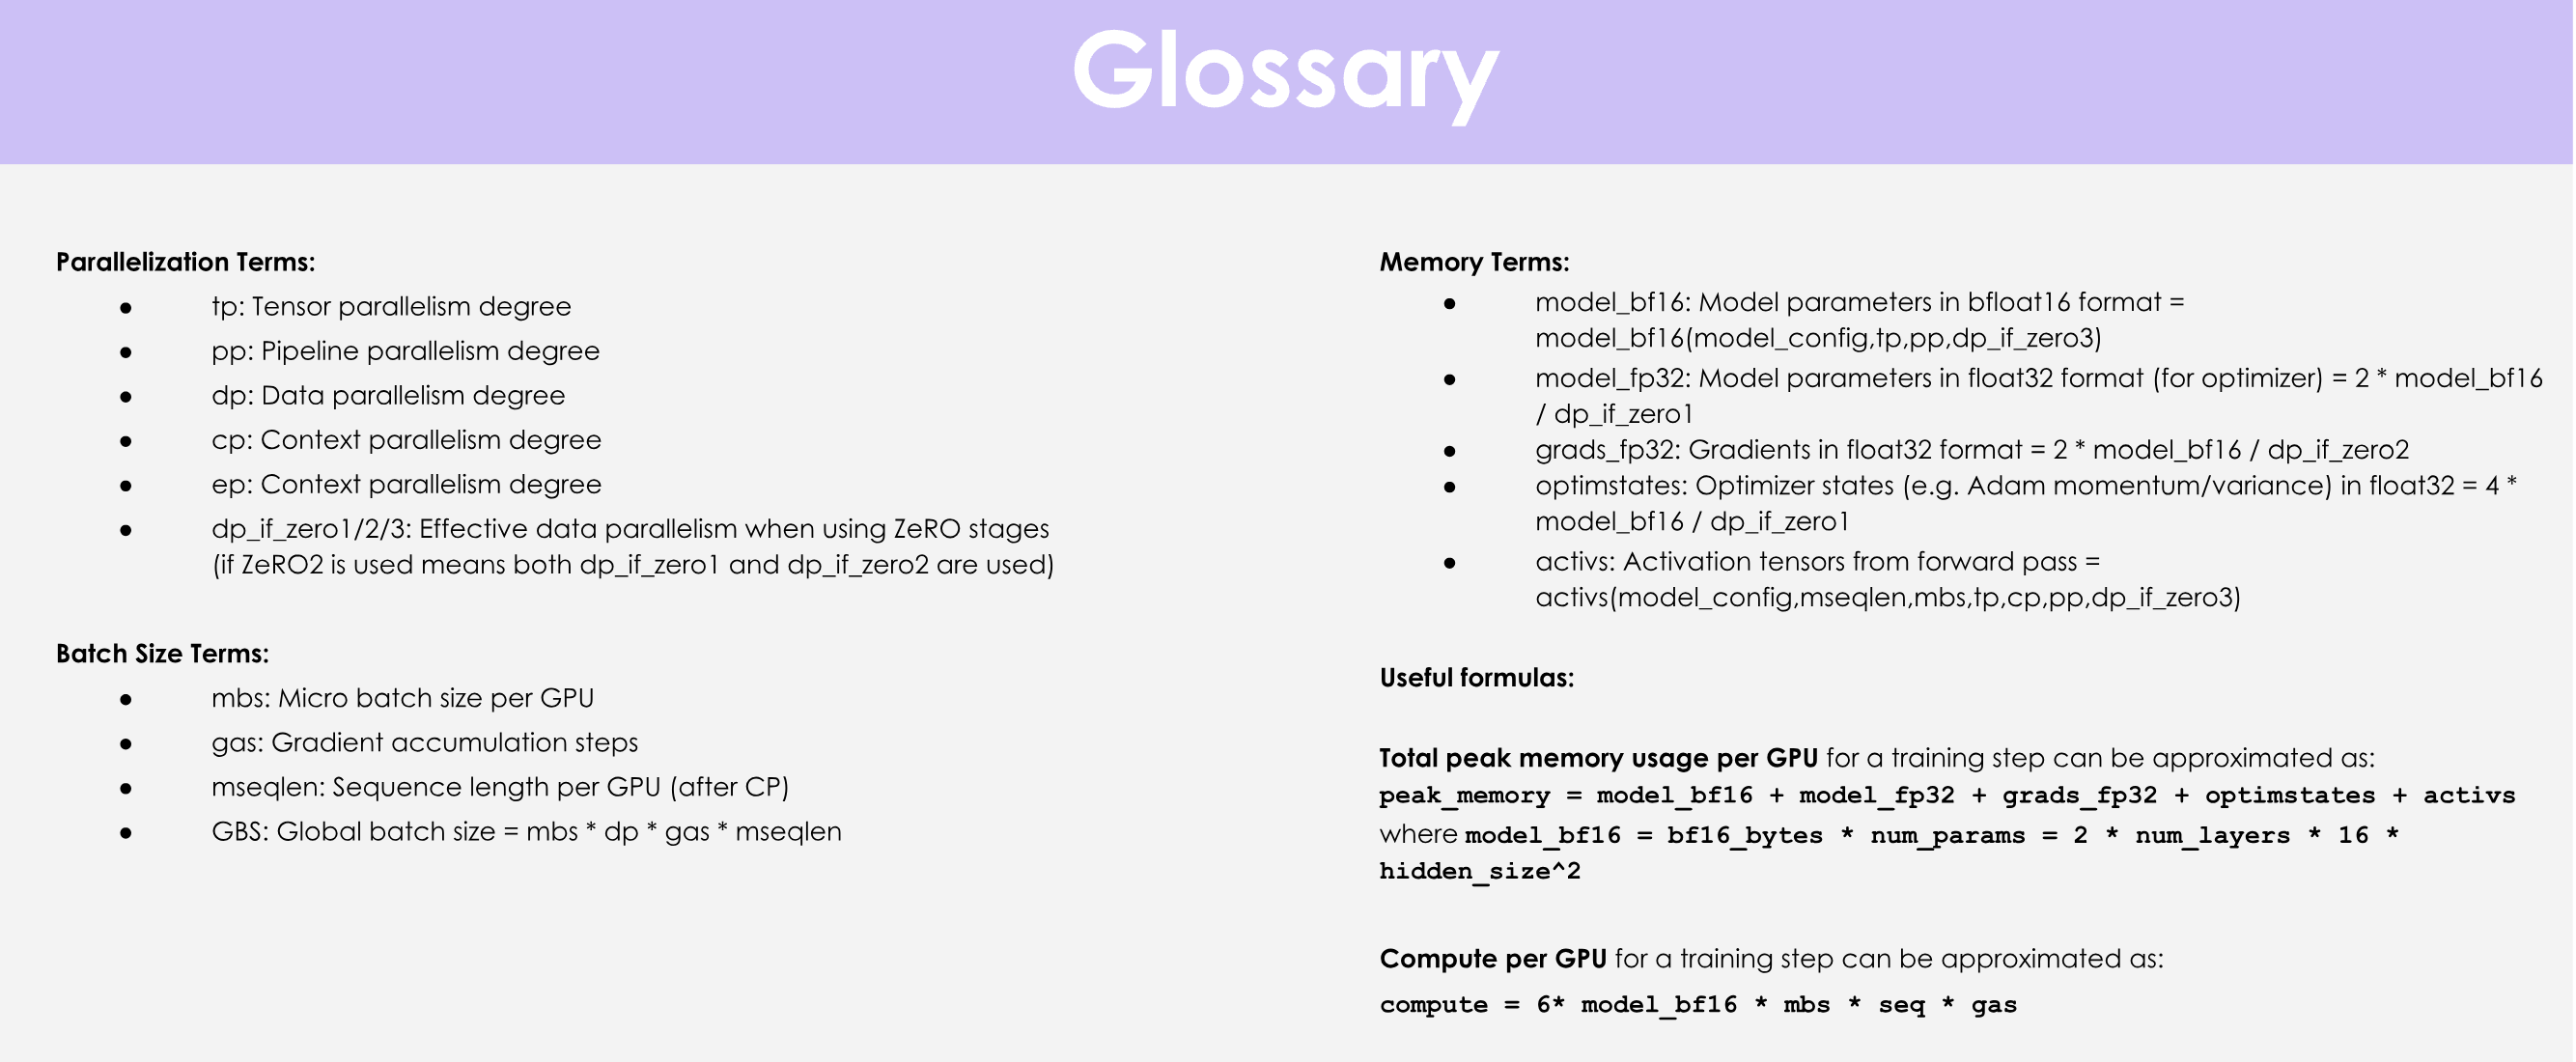 Glossary
Parallelization Terms:
● tp: Tensor parallelism degree
● pp: Pipeline parallelism degree
● dp: Data parallelism degree
● cp: Context parallelism degree
● ep: Context parallelism degree
● dp_if_zero1/2/3: Effective data parallelism when using ZeRO stages
(if ZeRO2 is used means both dp_if_zero1 and dp_if_zero2 are used)
Batch Size Terms:
● mbs: Micro batch size per GPU
● gas: Gradient accumulation steps
● mseqlen: Sequence length per GPU (after CP)
● GBS: Global batch size = mbs * dp * gas * mseqlen
Memory Terms:
● model_bf16: Model parameters in bfloat16 format =
model_bf16(model_config,tp,pp,dp_if_zero3)
● model_fp32: Model parameters in float32 format (for optimizer) = 2 * model_bf16
/ dp_if_zero1
● grads_fp32: Gradients in float32 format = 2 * model_bf16 / dp_if_zero2
● optimstates: Optimizer states (e.g. Adam momentum/variance) in float32 = 4 *
model_bf16 / dp_if_zero1
● activs: Activation tensors from forward pass =
activs(model_config,mseqlen,mbs,tp,cp,pp,dp_if_zero3)
Useful formulas:
Total peak memory usage per GPU for a training step can be approximated as:
peak_memory = model_bf16 + model_fp32 + grads_fp32 + optimstates + activs
where model_bf16 = bf16_bytes * num_params = 2 * num_layers * 16 *
hidden_size^2
Compute per GPU for a training step can be approximated as:
compute = 6* model_bf16 * mbs * seq * gas